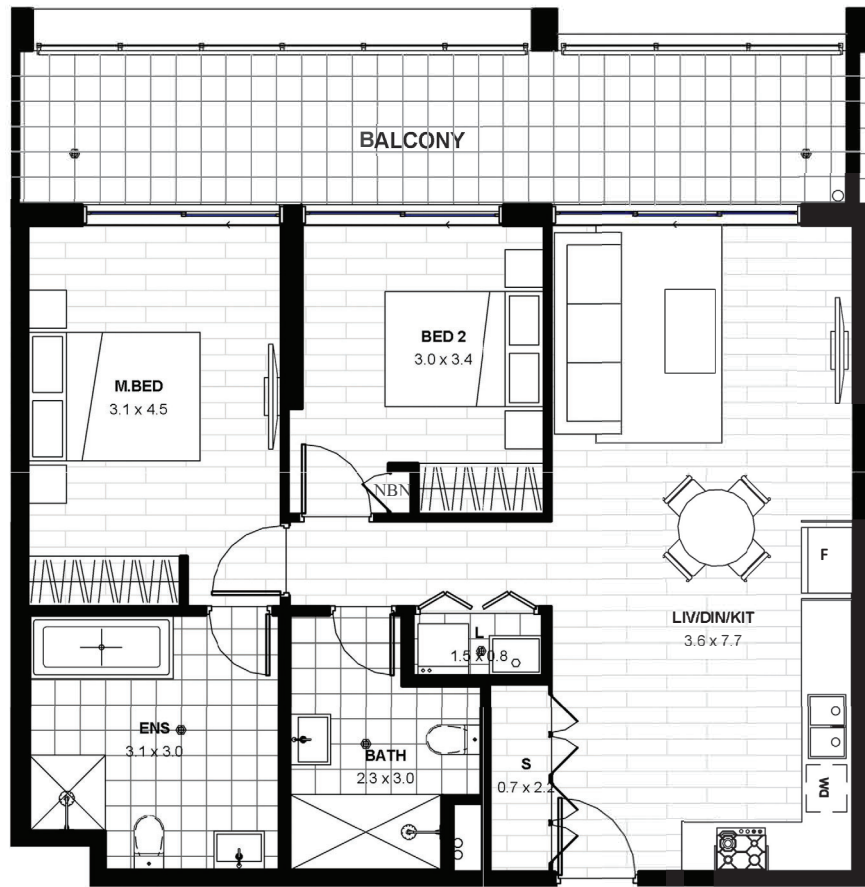 BALCONY
BED 2
3.0 x 3.4
M.BED
3.1 x 4.5
NBN
F
LIV/DIN/KIT
3.6 x 7.7
L
1.5 x 0.8
ENS
3.1 x 3.0
BATH
2.3 x 3.0
S
0.7 x 2.2
DW